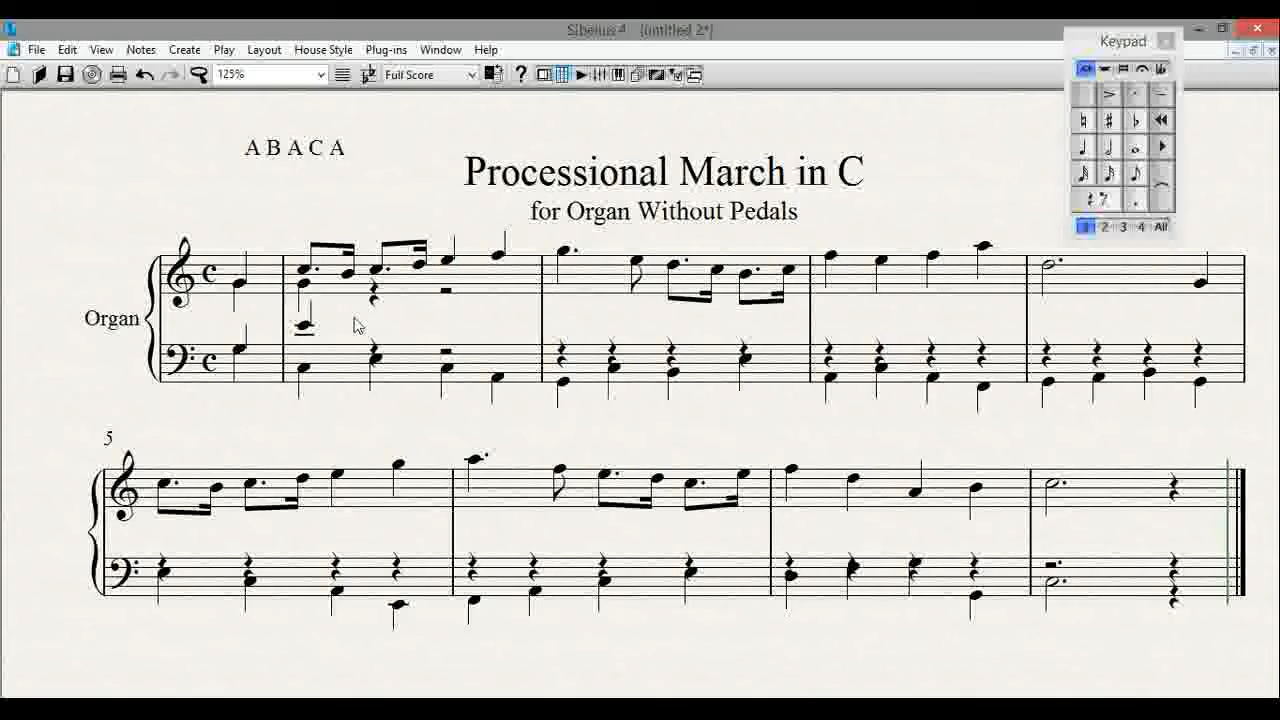 Sibelius 4 - [untitled 2*]
File Edit View Notes Create Play Layout House Style Plug-ins Window Help
125% Full Score ?
Keypad
1 2 3 4 All
A B A C A
Processional March in C
for Organ Without Pedals
Organ
5